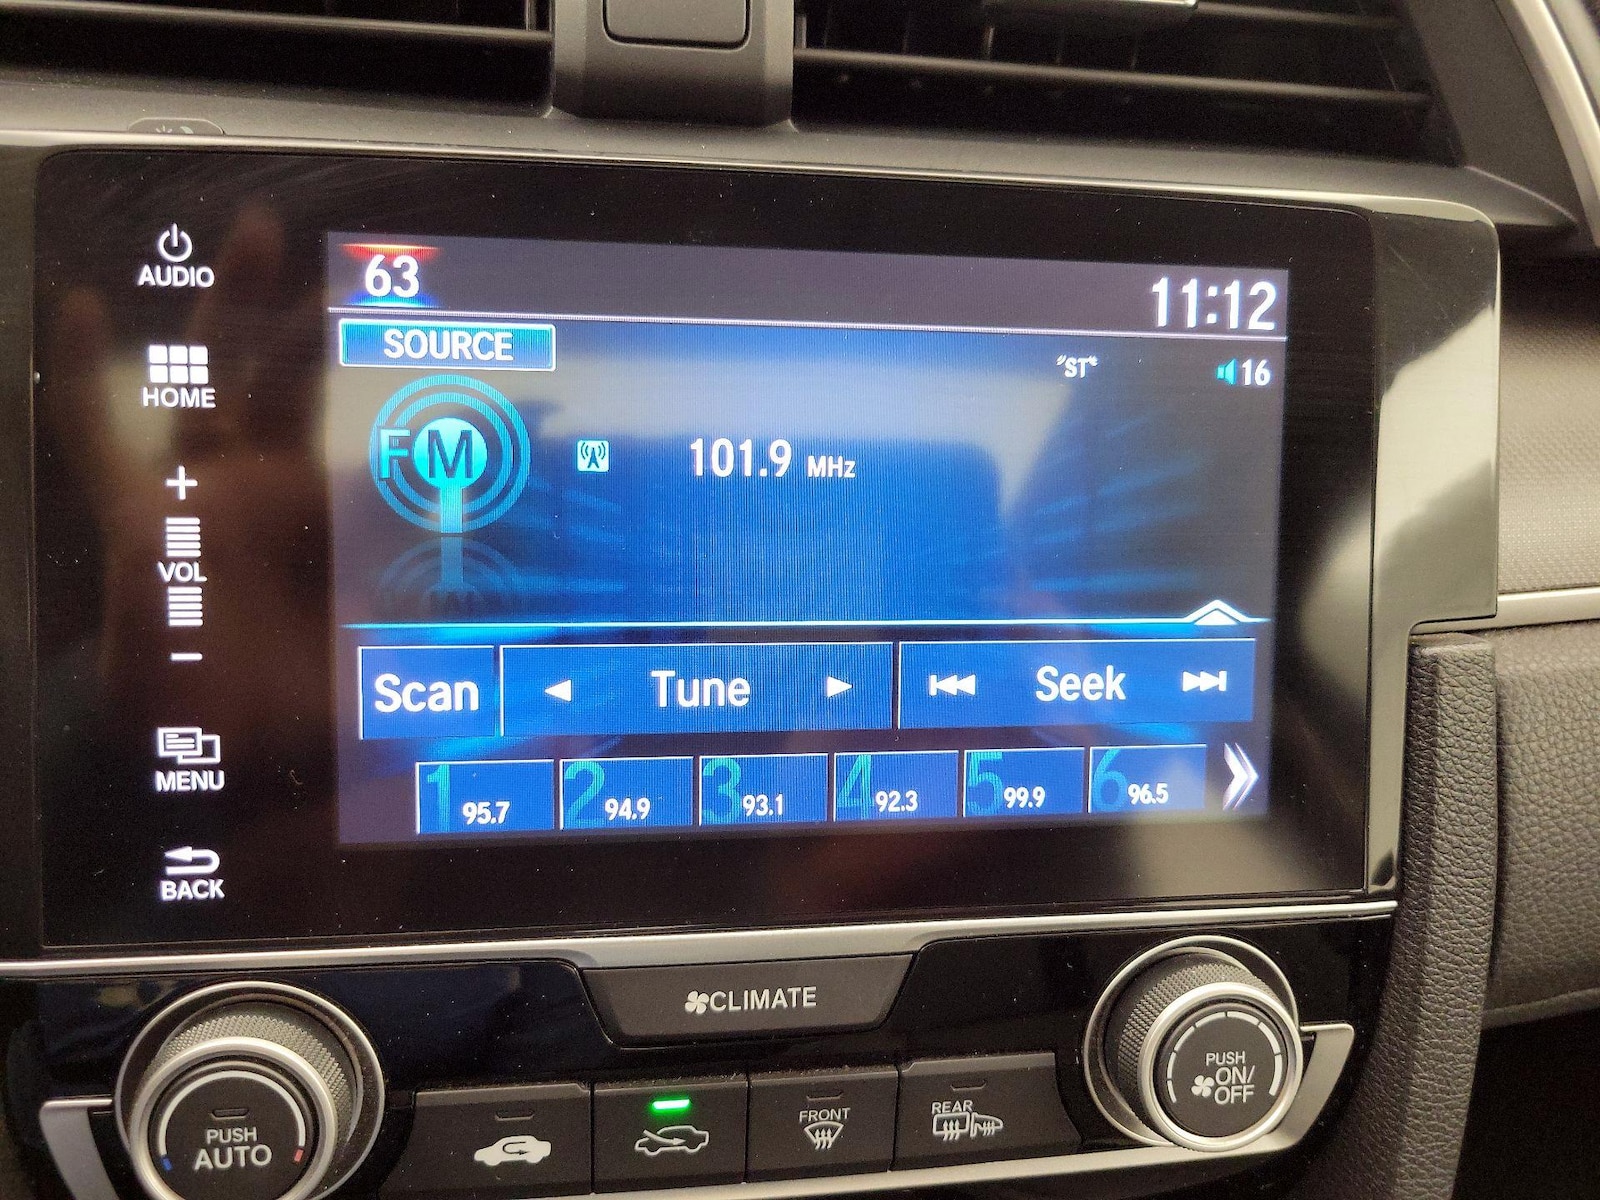 AUDIO
HOME
+
VOL
−
MENU
BACK
63
11:12
SOURCE
"ST"
16
FM
101.9 MHz
Scan
Tune
Seek
1 95.7
2 94.9
3 93.1
4 92.3
5 99.9
6 96.5
CLIMATE
PUSH
AUTO
FRONT
REAR
PUSH
ON/
OFF